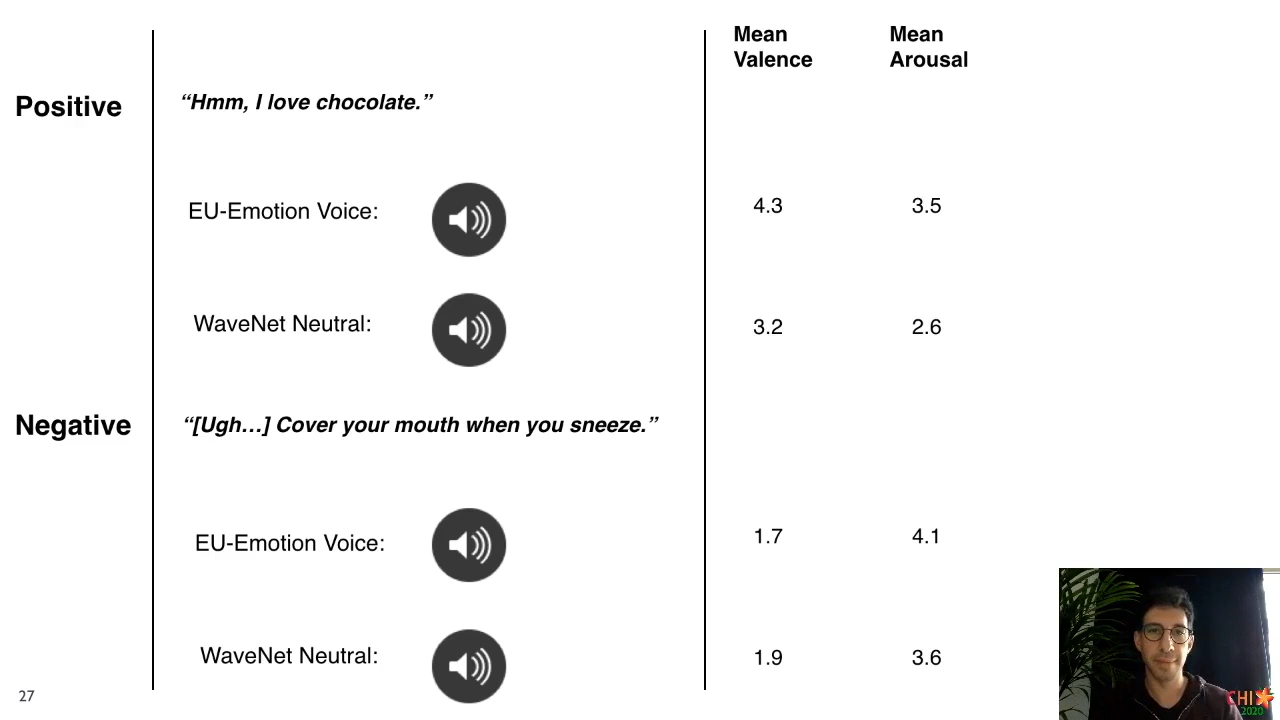 Mean Valence
Mean Arousal
Positive
“Hmm, I love chocolate.”
EU-Emotion Voice: 4.3 3.5
WaveNet Neutral: 3.2 2.6
Negative
“[Ugh…] Cover your mouth when you sneeze.”
EU-Emotion Voice: 1.7 4.1
WaveNet Neutral: 1.9 3.6
27
CHI
2020